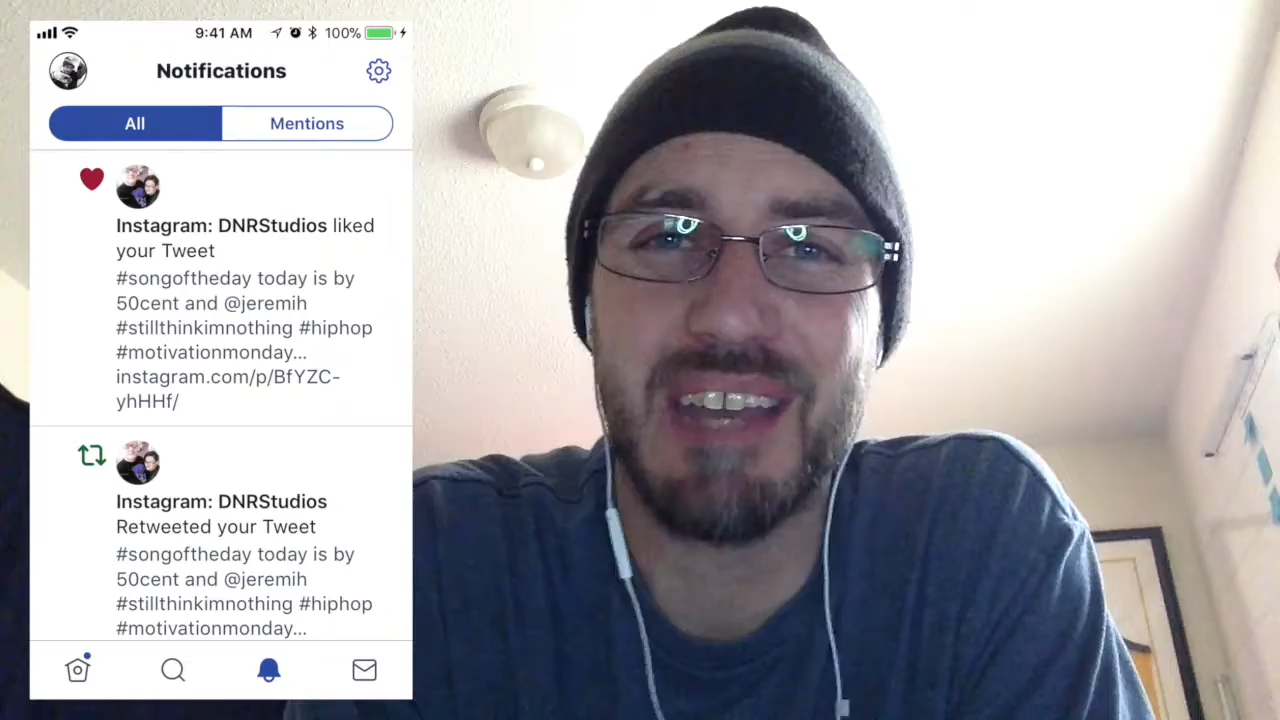 9:41 AM 100%
Notifications
All Mentions
Instagram: DNRStudios liked
your Tweet
#songoftheday today is by
50cent and @jeremih
#stillthinkimnothing #hiphop
#motivationmonday...
instagram.com/p/BfYZC-
yhHHf/
Instagram: DNRStudios
Retweeted your Tweet
#songoftheday today is by
50cent and @jeremih
#stillthinkimnothing #hiphop
#motivationmonday...